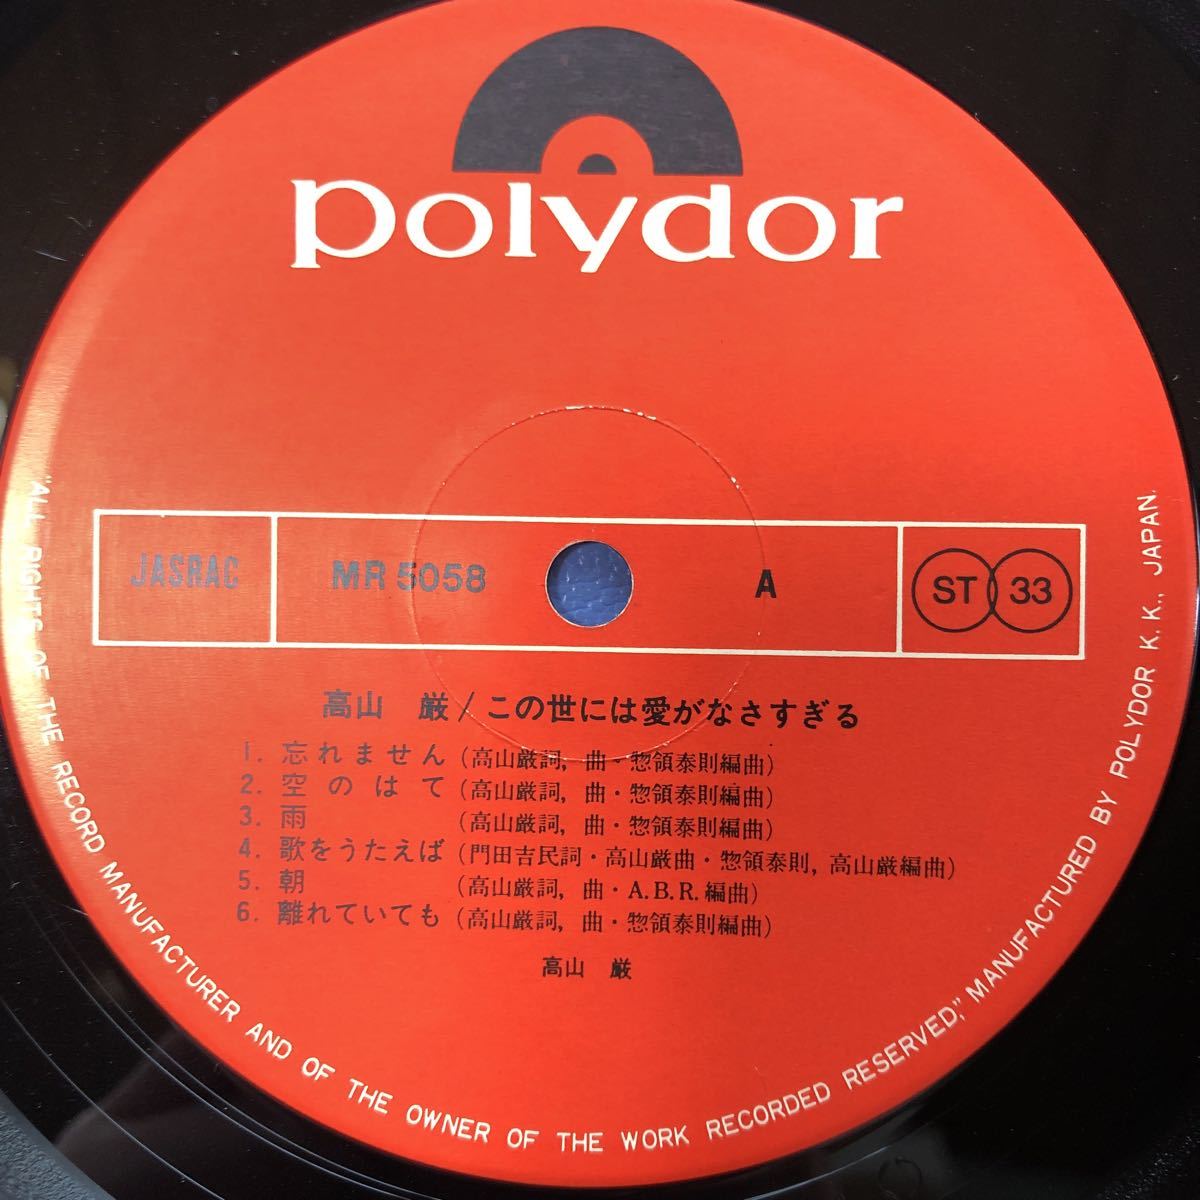 polydor
JASRAC MR 5058 A ST 33
高山 厳/この世には愛がなさすぎる
1. 忘れません (高山厳詞, 曲・惣領泰則編曲)
2. 空のはて (高山厳詞, 曲・惣領泰則編曲)
3. 雨 (高山厳詞, 曲・惣領泰則編曲)
4. 歌をうたえば (門田吉民詞・高山厳曲・惣領泰則, 高山厳編曲)
5. 朝 (高山厳詞, 曲・A.B.R.編曲)
6. 離れていても (高山厳詞, 曲・惣領泰則編曲)
高山 厳
"ALL RIGHTS OF THE RECORD MANUFACTURER AND OF THE OWNER OF THE WORK RECORDED RESERVED," MANUFACTURED BY POLYDOR K. K., JAPAN.